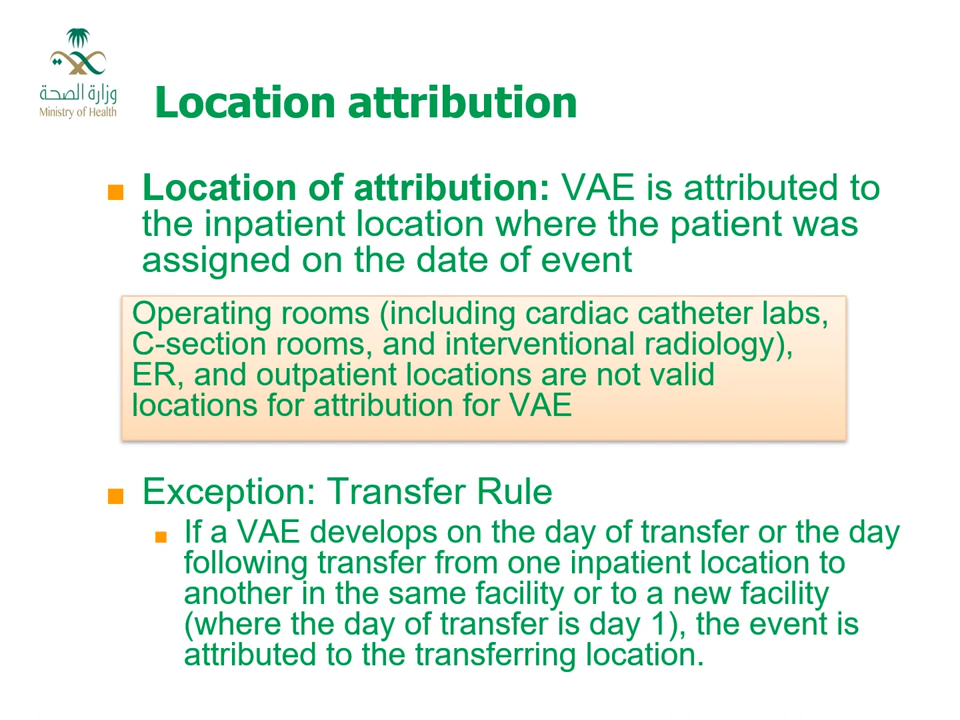 وزارة الصحة
Ministry of Health
Location attribution
Location of attribution: VAE is attributed to
the inpatient location where the patient was
assigned on the date of event
Operating rooms (including cardiac catheter labs,
C-section rooms, and interventional radiology),
ER, and outpatient locations are not valid
locations for attribution for VAE
Exception: Transfer Rule
If a VAE develops on the day of transfer or the day
following transfer from one inpatient location to
another in the same facility or to a new facility
(where the day of transfer is day 1), the event is
attributed to the transferring location.